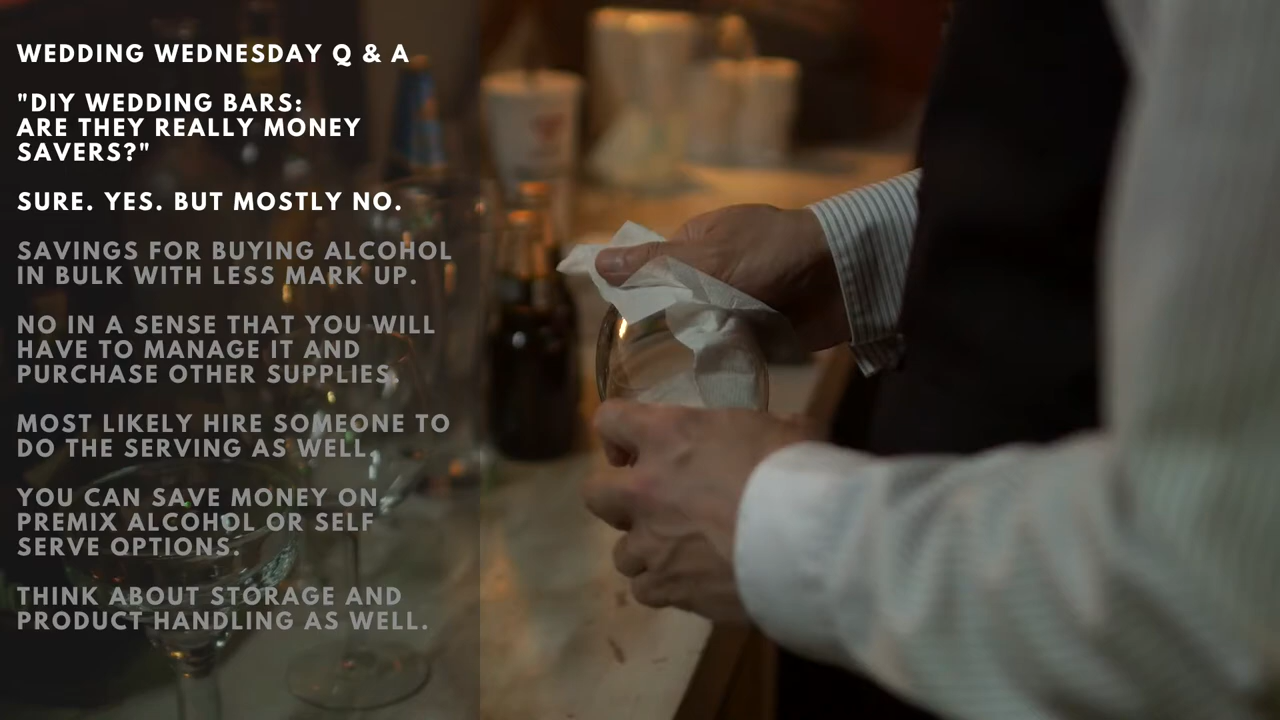 WEDDING WEDNESDAY Q & A
"DIY WEDDING BARS:
ARE THEY REALLY MONEY
SAVERS?"
SURE. YES. BUT MOSTLY NO.
SAVINGS FOR BUYING ALCOHOL
IN BULK WITH LESS MARK UP.
NO IN A SENSE THAT YOU WILL
HAVE TO MANAGE IT AND
PURCHASE OTHER SUPPLIES.
MOST LIKELY HIRE SOMEONE TO
DO THE SERVING AS WELL.
YOU CAN SAVE MONEY ON
PREMIX ALCOHOL OR SELF
SERVE OPTIONS.
THINK ABOUT STORAGE AND
PRODUCT HANDLING AS WELL.